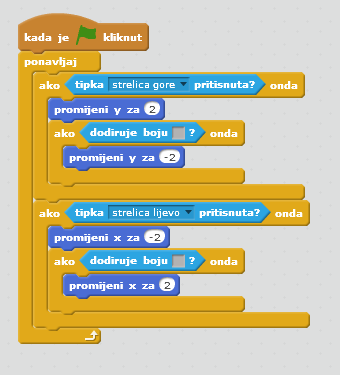 kada je kliknut
ponavljaj
ako tipka strelica gore pritisnuta? onda
promijeni y za 2
ako dodiruje boju ? onda
promijeni y za -2
ako tipka strelica lijevo pritisnuta? onda
promijeni x za -2
ako dodiruje boju ? onda
promijeni x za 2